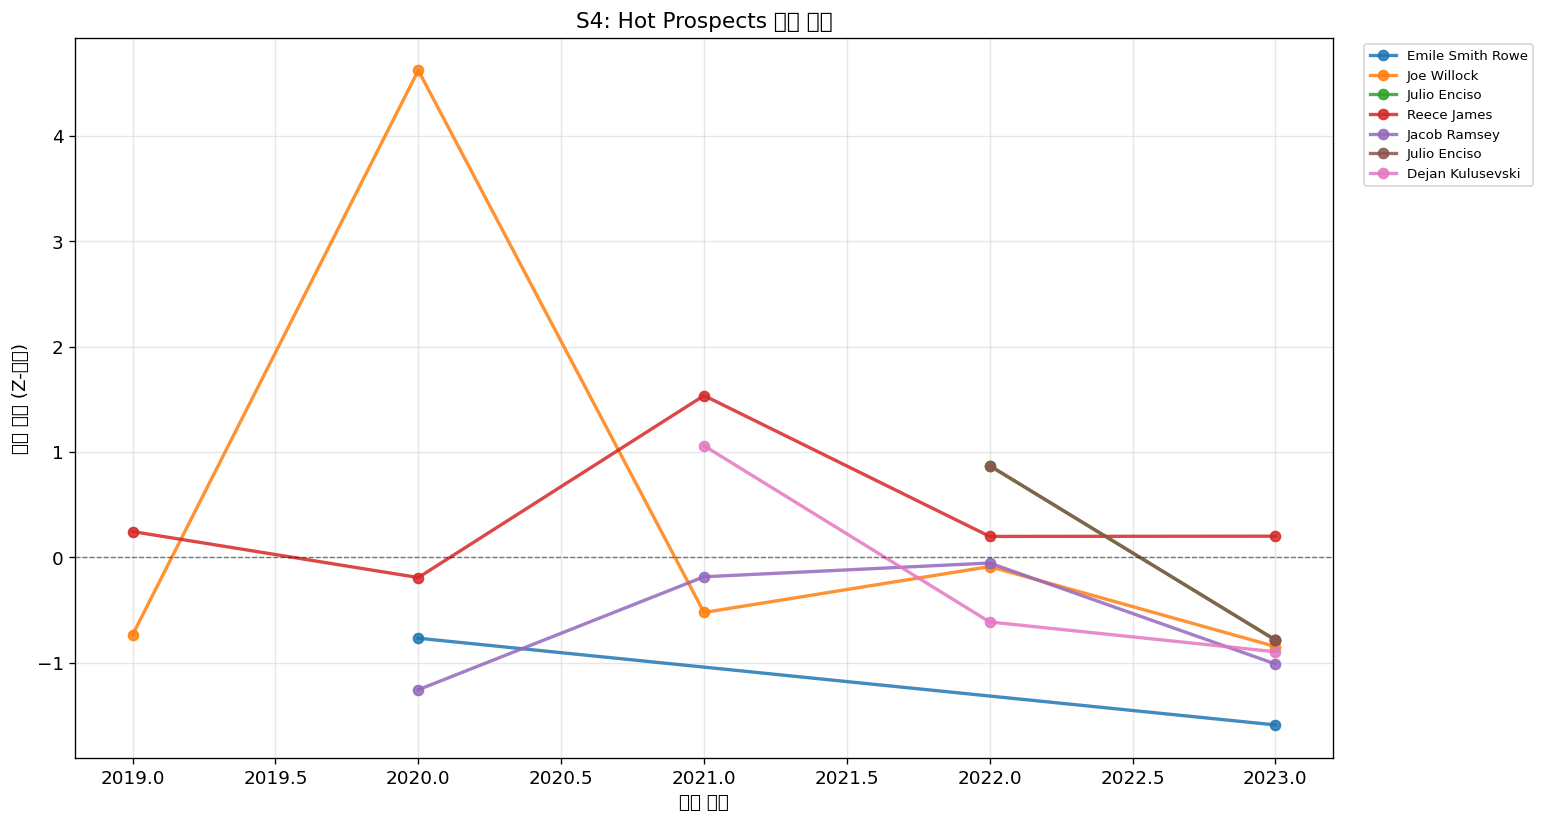 S4: Hot Prospects
Emile Smith Rowe
Joe Willock
Julio Enciso
Reece James
Jacob Ramsey
Julio Enciso
Dejan Kulusevski
4
3
2
1
0
−1
(Z-
2019.0 2019.5 2020.0 2020.5 2021.0 2021.5 2022.0 2022.5 2023.0